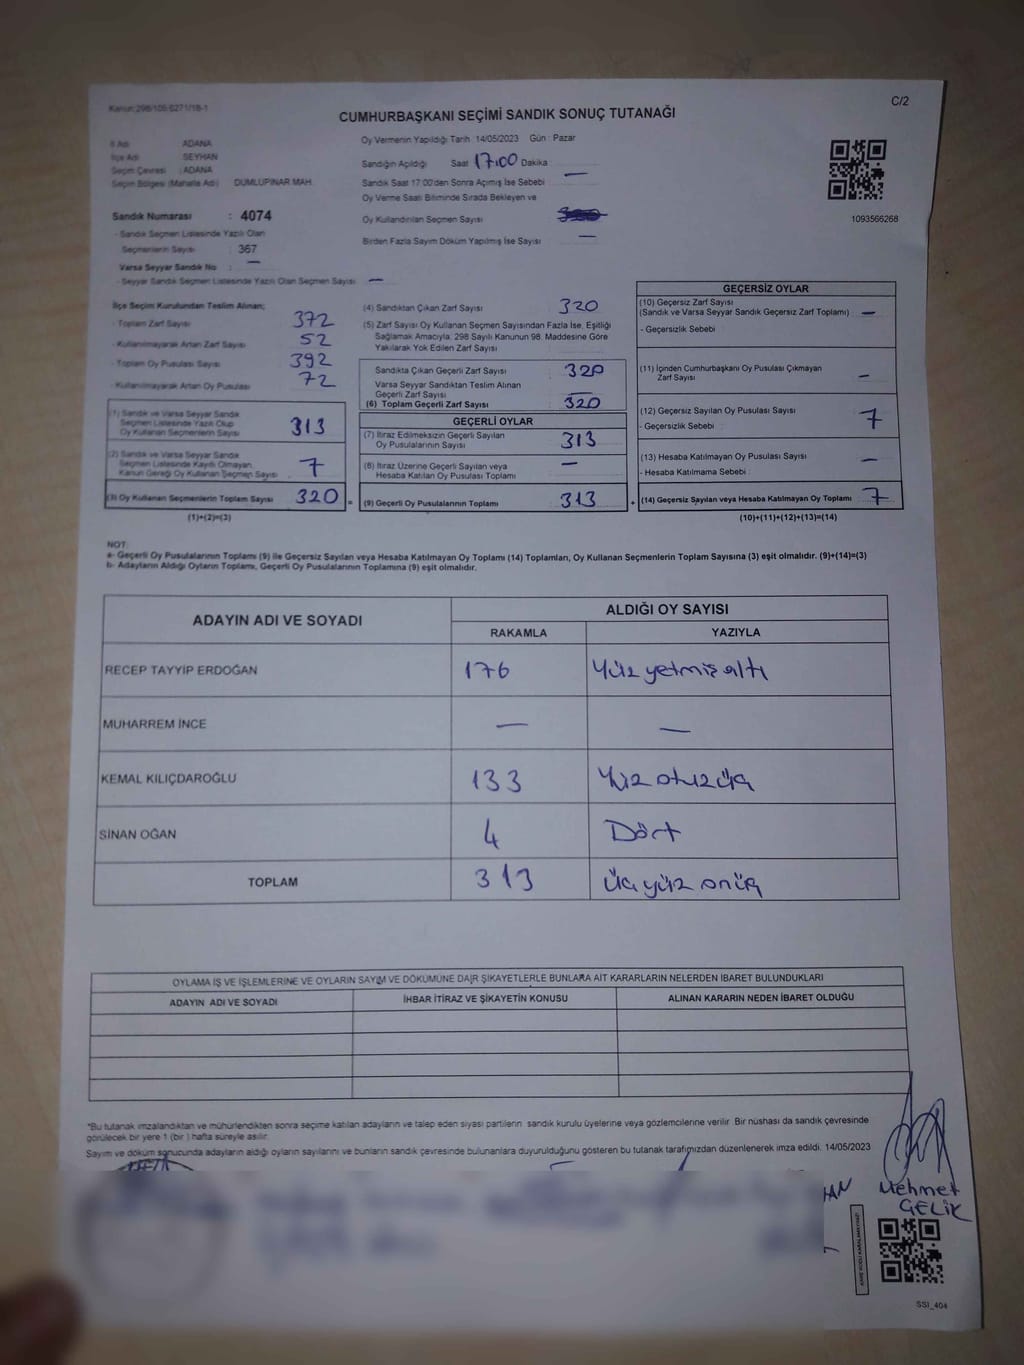 Kanun:298/105-6271/18-1
C/2
CUMHURBAŞKANI SEÇİMİ SANDIK SONUÇ TUTANAĞI
İl Adı ADANA
İlçe Adı SEYHAN
Seçim Çevresi : ADANA
Seçim Bölgesi (Mahalle Adı) DUMLUPINAR MAH.
Sandık Numarası : 4074
- Sandık Seçmen Listesinde Yazılı Olan
Seçmenlerin Sayısı : 367
Varsa Seyyar Sandık No : —
- Seyyar Sandık Seçmen Listesinde Yazılı Olan Seçmen Sayısı —
Oy Vermenin Yapıldığı Tarih 14/05/2023 Gün : Pazar
Sandığın Açıldığı Saat 17:00 Dakika
Sandık Saat 17:00'den Sonra Açılmış İse Sebebi —
Oy Verme Saati Bitiminde Sırada Bekleyen ve
Oy Kullandırılan Seçmen Sayısı
Birden Fazla Sayım Döküm Yapılmış İse Sayısı —
1093566268
İlçe Seçim Kurulundan Teslim Alınan;
- Toplam Zarf Sayısı 372
- Kullanılmayarak Artan Zarf Sayısı 52
- Toplam Oy Pusulası Sayısı 392
- Kullanılmayarak Artan Oy Pusulası 72
(1) Sandık ve Varsa Seyyar Sandık
Seçmen Listesinde Yazılı Olup
Oy Kullanan Seçmenlerin Sayısı 313
(2) Sandık ve Varsa Seyyar Sandık
Seçmen Listesinde Kayıtlı Olmayan
Kanun Gereği Oy Kullanan Seçmen Sayısı 7
(3) Oy Kullanan Seçmenlerin Toplam Sayısı 320 =
(1)+(2)=(3)
(4) Sandıktan Çıkan Zarf Sayısı 320
(5) Zarf Sayısı Oy Kullanan Seçmen Sayısından Fazla İse, Eşitliği
Sağlamak Amacıyla, 298 Sayılı Kanunun 98. Maddesine Göre
Yakılarak Yok Edilen Zarf Sayısı
Sandıkta Çıkan Geçerli Zarf Sayısı 320
Varsa Seyyar Sandıktan Teslim Alınan
Geçerli Zarf Sayısı —
(6) Toplam Geçerli Zarf Sayısı 320
GEÇERLİ OYLAR
(7) İtiraz Edilmeksizin Geçerli Sayılan
Oy Pusulalarının Sayısı 313
(8) İtiraz Üzerine Geçerli Sayılan veya
Hesaba Katılan Oy Pusulası Toplamı —
(9) Geçerli Oy Pusulalarının Toplamı 313 +
GEÇERSİZ OYLAR
(10) Geçersiz Zarf Sayısı
(Sandık ve Varsa Seyyar Sandık Geçersiz Zarf Toplamı) —
- Geçersizlik Sebebi
(11) İçinden Cumhurbaşkanı Oy Pusulası Çıkmayan
Zarf Sayısı —
(12) Geçersiz Sayılan Oy Pusulası Sayısı 7
- Geçersizlik Sebebi
(13) Hesaba Katılmayan Oy Pusulası Sayısı —
- Hesaba Katılmama Sebebi
(14) Geçersiz Sayılan veya Hesaba Katılmayan Oy Toplamı 7
(10)+(11)+(12)+(13)=(14)
NOT:
a- Geçerli Oy Pusulalarının Toplamı (9) ile Geçersiz Sayılan veya Hesaba Katılmayan Oy Toplamı (14) Toplamları, Oy Kullanan Seçmenlerin Toplam Sayısına (3) eşit olmalıdır. (9)+(14)=(3)
b- Adayların Aldığı Oyların Toplamı, Geçerli Oy Pusulalarının Toplamına (9) eşit olmalıdır.
ADAYIN ADI VE SOYADI
ALDIĞI OY SAYISI
RAKAMLA YAZIYLA
RECEP TAYYİP ERDOĞAN 176 Yüz yetmiş altı
MUHARREM İNCE — —
KEMAL KILIÇDAROĞLU 133 Yüz otuz üç
SİNAN OĞAN 4 Dört
TOPLAM 313 üç yüz onüç
OYLAMA İŞ VE İŞLEMLERİNE VE OYLARIN SAYIM VE DÖKÜMÜNE DAİR ŞİKAYETLERLE BUNLARA AİT KARARLARIN NELERDEN İBARET BULUNDUKLARI
ADAYIN ADI VE SOYADI İHBAR İTİRAZ VE ŞİKAYETİN KONUSU ALINAN KARARIN NEDEN İBARET OLDUĞU
*Bu tutanak imzalandıktan ve mühürlendikten sonra seçime katılan adayların ve talep eden siyasi partilerin sandık kurulu üyelerine veya gözlemcilerine verilir. Bir nüshası da sandık çevresinde
görülecek bir yere 1 (bir) hafta süreyle asılır.
Sayım ve döküm sonucunda adayların aldığı oyların sayılarını ve bunların sandık çevresinde bulunanlara duyurulduğunu gösteren bu tutanak tarafımızdan düzenlenerek imza edildi. 14/05/2023
Mehmet
ÇELİK
SSI_404